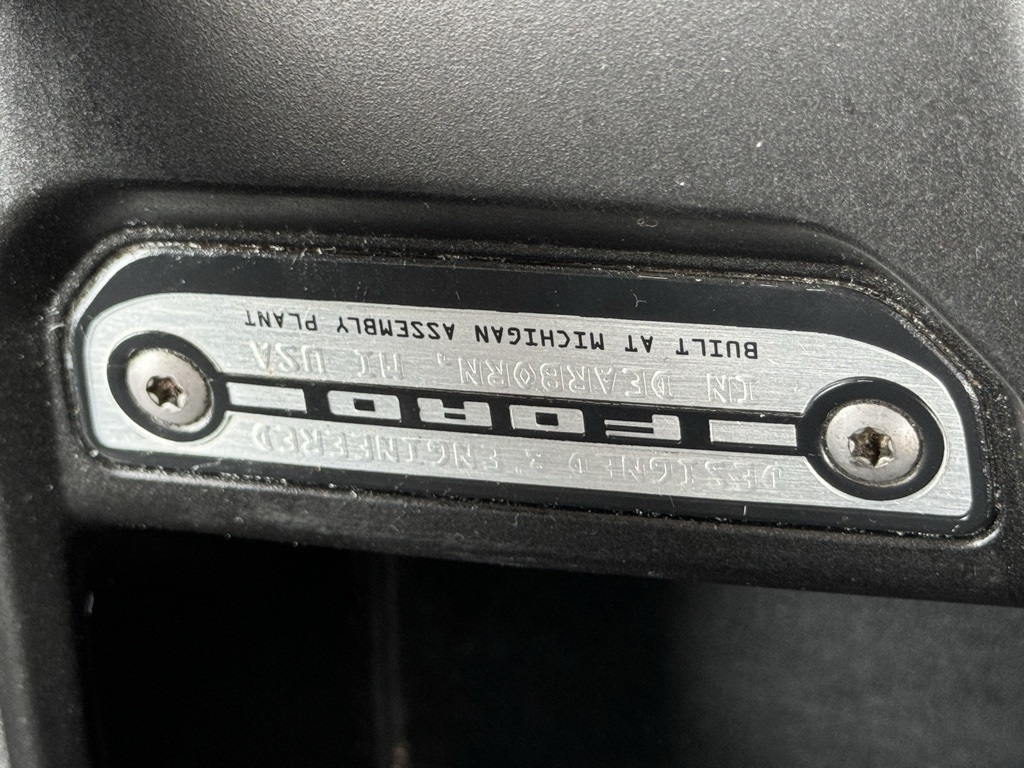 DESIGNED & ENGINEERED
FORD
IN DEARBORN, MI USA
BUILT AT MICHIGAN ASSEMBLY PLANT